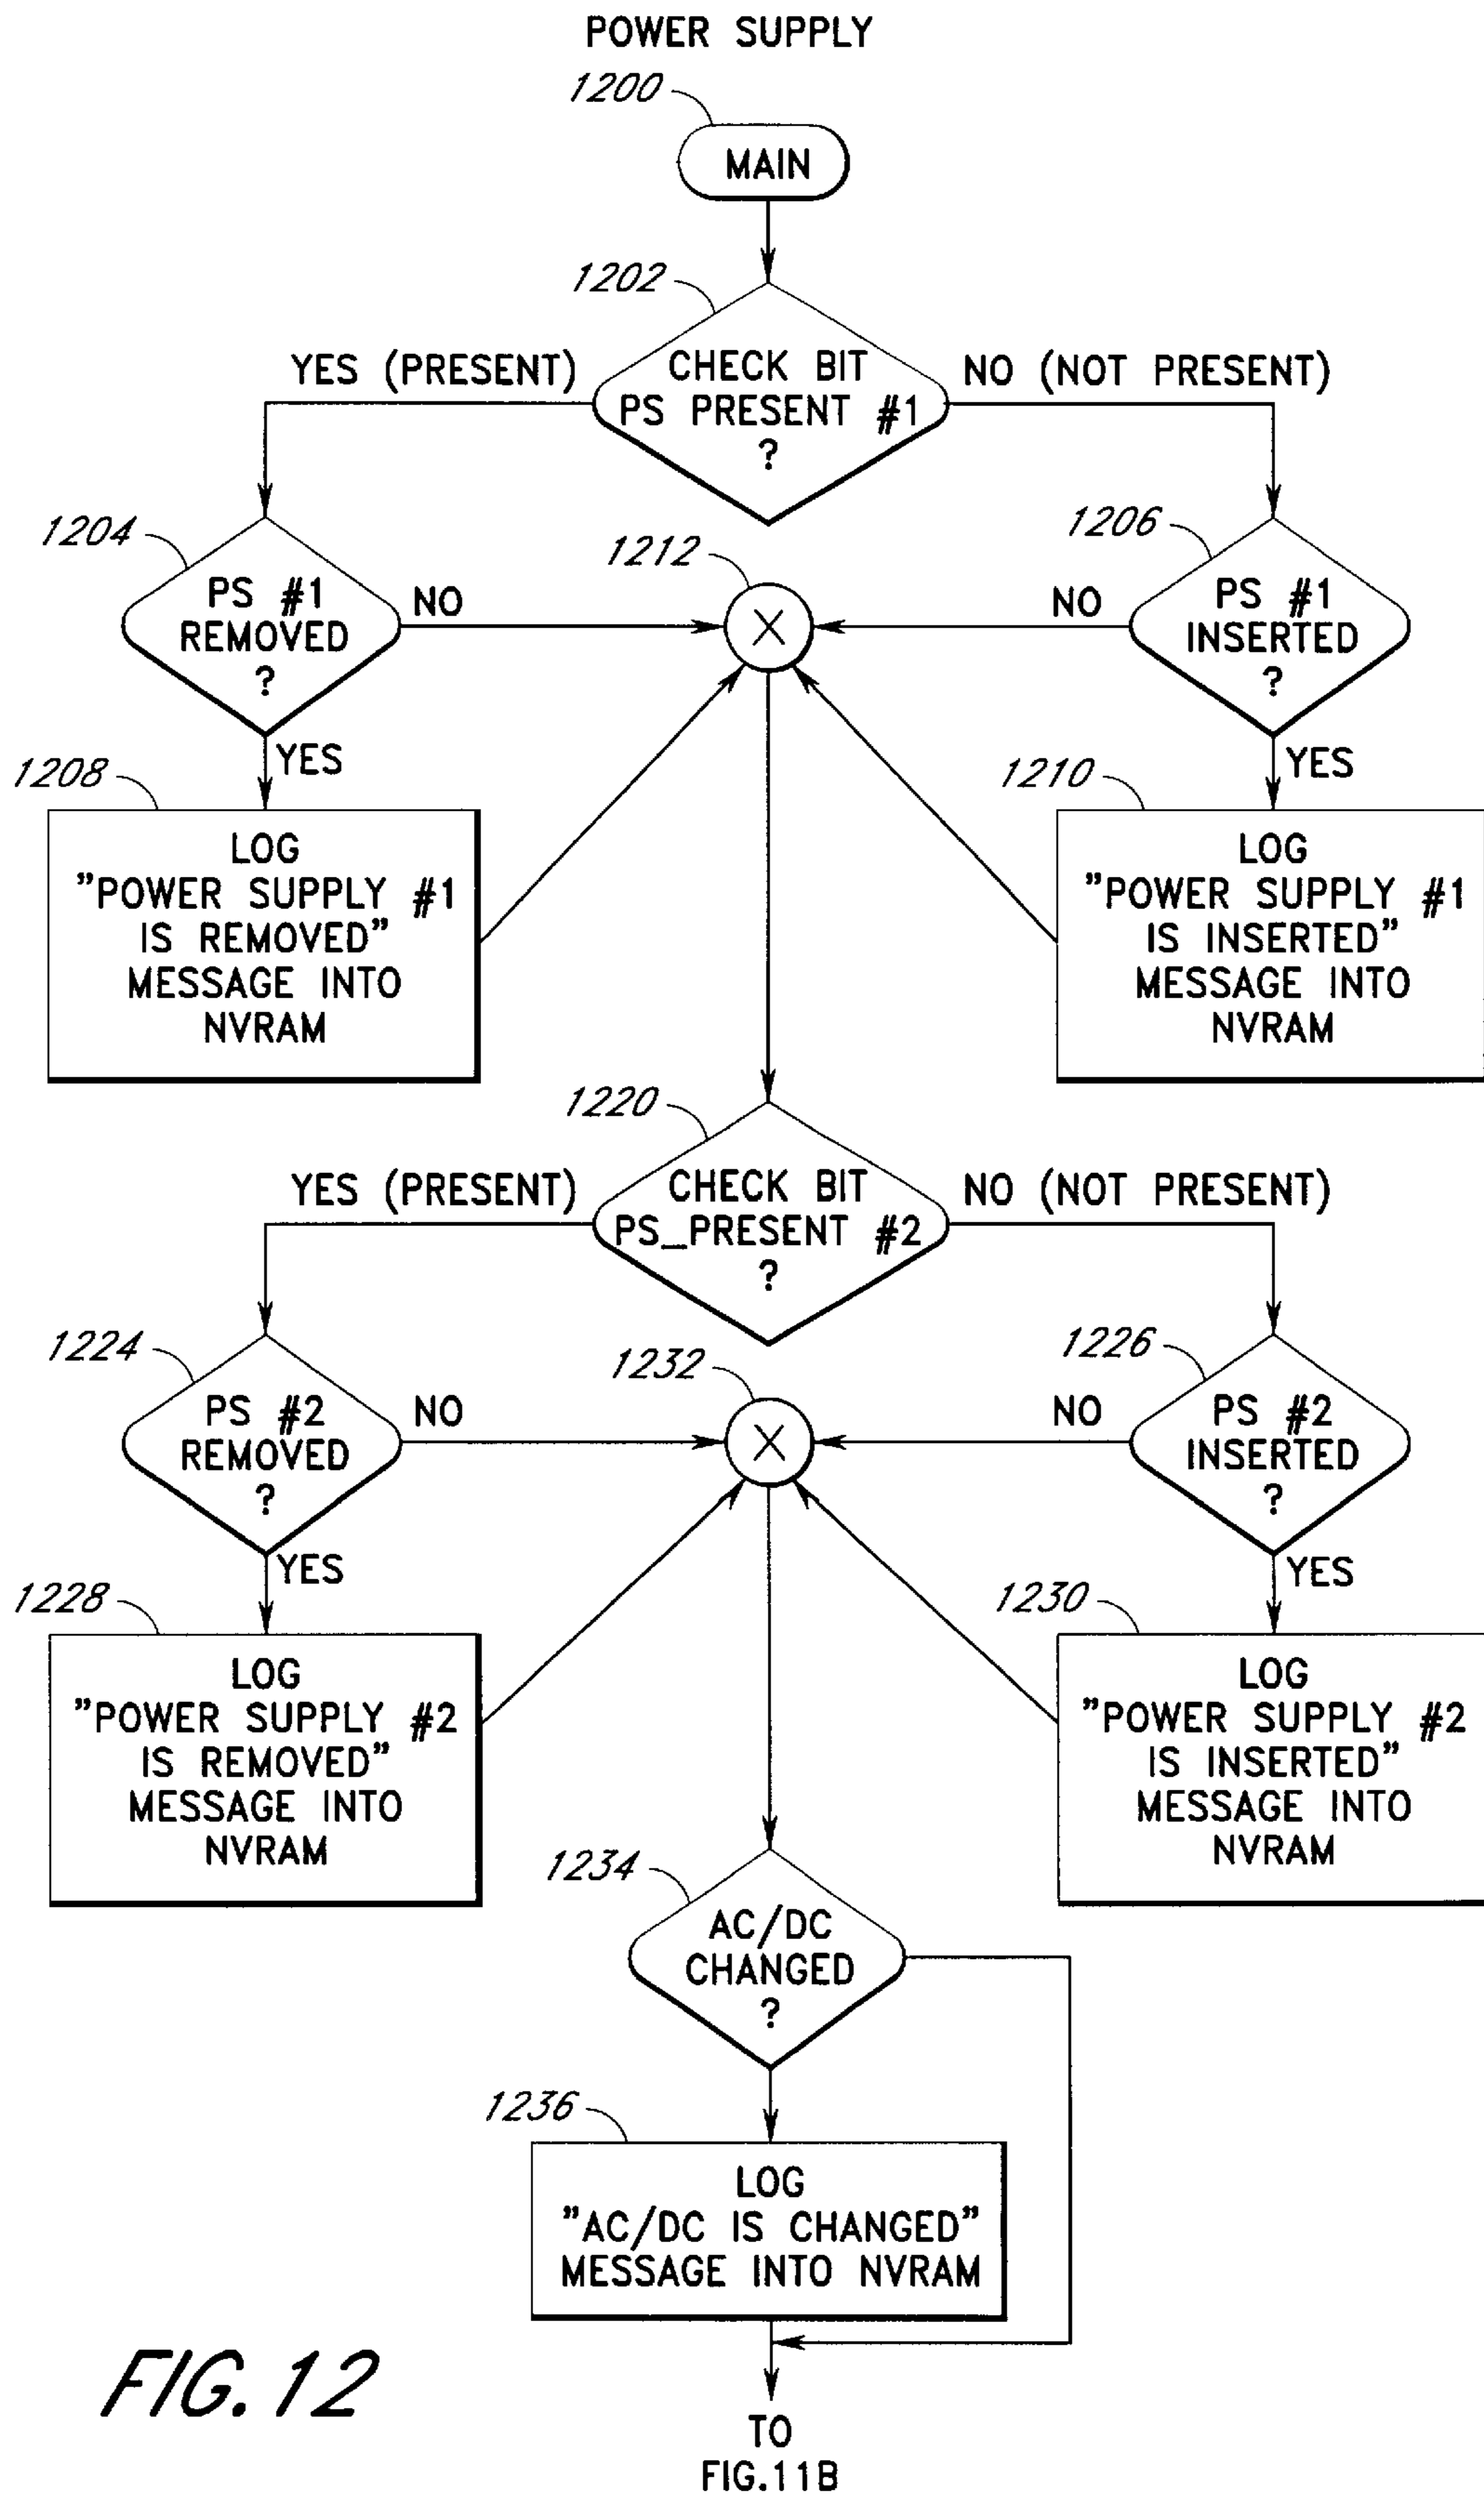 POWER SUPPLY
1200
MAIN
1202
YES (PRESENT)
CHECK BIT
PS PRESENT #1
?
NO (NOT PRESENT)
1204
PS #1
REMOVED
?
NO
1212
X
1206
NO
PS #1
INSERTED
?
YES
YES
1208
LOG
"POWER SUPPLY #1
IS REMOVED"
MESSAGE INTO
NVRAM
1210
LOG
"POWER SUPPLY #1
IS INSERTED"
MESSAGE INTO
NVRAM
1220
YES (PRESENT)
CHECK BIT
PS_PRESENT #2
?
NO (NOT PRESENT)
1224
PS #2
REMOVED
?
NO
1232
X
1226
NO
PS #2
INSERTED
?
YES
YES
1228
LOG
"POWER SUPPLY #2
IS REMOVED"
MESSAGE INTO
NVRAM
1230
LOG
"POWER SUPPLY #2
IS INSERTED"
MESSAGE INTO
NVRAM
1234
AC/DC
CHANGED
?
1236
LOG
"AC/DC IS CHANGED"
MESSAGE INTO NVRAM
FIG.12
TO
FIG.11B